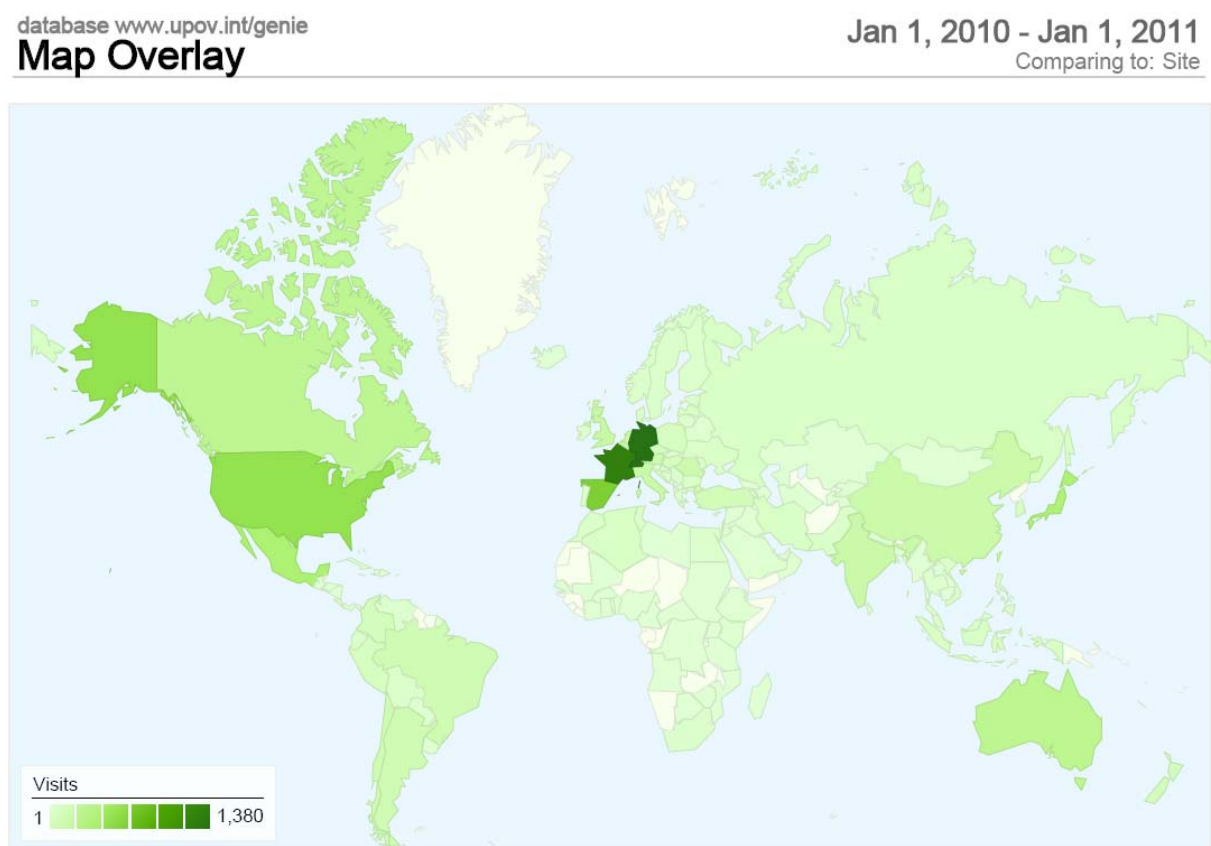 database www.upov.int/genie
Map Overlay
Jan 1, 2010 - Jan 1, 2011
Comparing to: Site
Visits
1 1,380